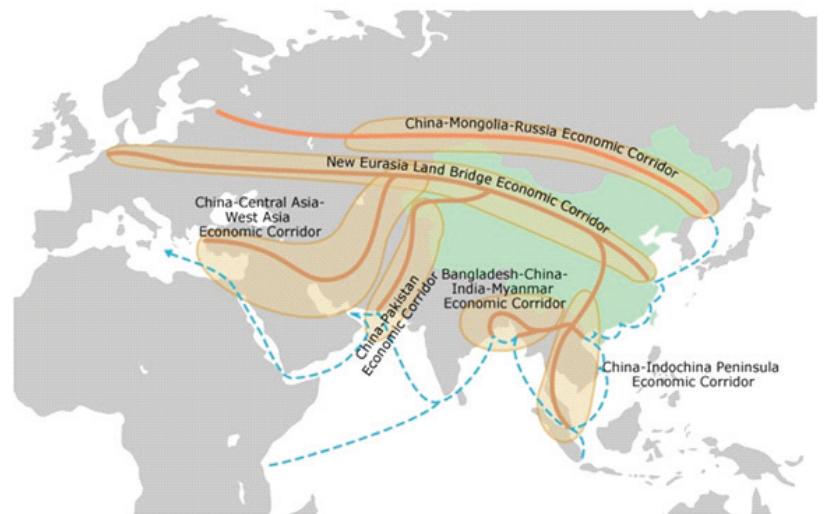 China-Mongolia-Russia Economic Corridor
New Eurasia Land Bridge Economic Corridor
China-Central Asia-
West Asia
Economic Corridor
China-Pakistan
Economic Corridor
Bangladesh-China-
India-Myanmar
Economic Corridor
China-Indochina Peninsula
Economic Corridor